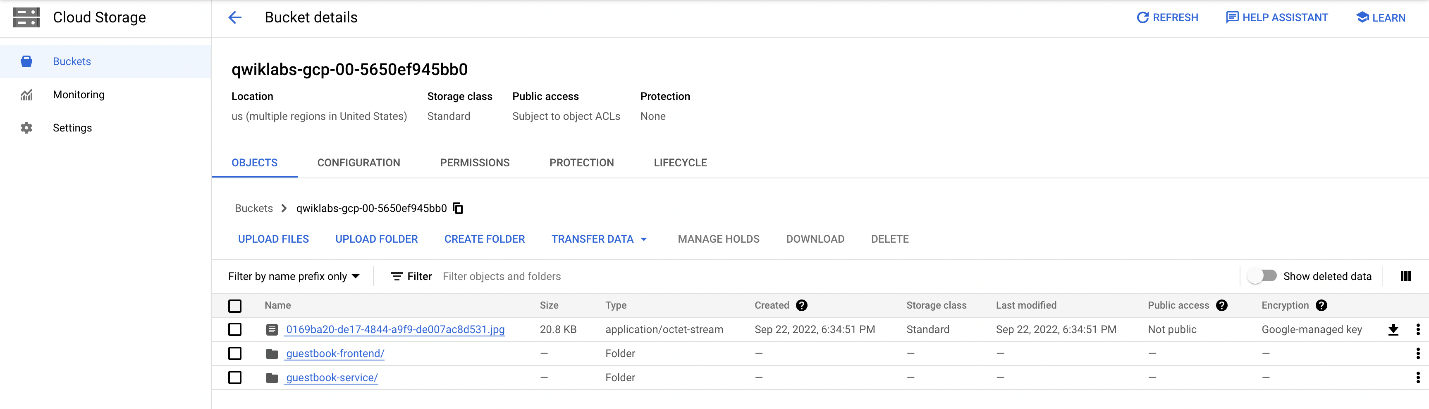 Cloud Storage
Bucket details
REFRESH
HELP ASSISTANT
LEARN
Buckets
Monitoring
Settings
qwiklabs-gcp-00-5650ef945bb0
Location Storage class Public access Protection
us (multiple regions in United States) Standard Subject to object ACLs None
OBJECTS CONFIGURATION PERMISSIONS PROTECTION LIFECYCLE
Buckets > qwiklabs-gcp-00-5650ef945bb0
UPLOAD FILES UPLOAD FOLDER CREATE FOLDER TRANSFER DATA MANAGE HOLDS DOWNLOAD DELETE
Filter by name prefix only Filter Filter objects and folders Show deleted data
Name Size Type Created ? Storage class Last modified Public access ? Encryption ?
0169ba20-de17-4844-a9f9-de007ac8d531.jpg 20.8 KB application/octet-stream Sep 22, 2022, 6:34:51 PM Standard Sep 22, 2022, 6:34:51 PM Not public Google-managed key
guestbook-frontend/ — Folder — — — — —
guestbook-service/ — Folder — — — — —